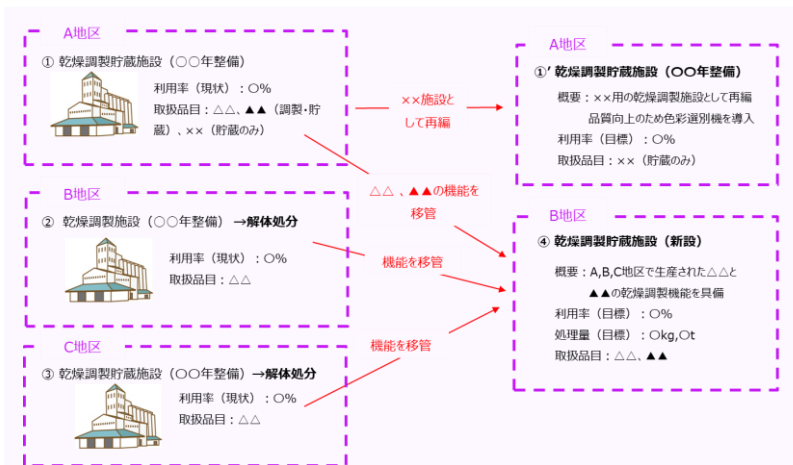 A地区
① 乾燥調製貯蔵施設（○○年整備）
利用率（現状）：○%
取扱品目：△△、▲▲（調製・貯
蔵）、××（貯蔵のみ）
B地区
② 乾燥調製施設（○○年整備）→解体処分
利用率（現状）：○%
取扱品目：△△
C地区
③ 乾燥調製貯蔵施設（○○年整備）→解体処分
利用率（現状）：○%
取扱品目：△△
××施設と
して再編
△△ 、▲▲の機能を
移管
機能を移管
機能を移管
A地区
①’ 乾燥調製貯蔵施設（○○年整備）
概要：××用の乾燥調製施設として再編
品質向上のため色彩選別機を導入
利用率（目標）：○%
取扱品目：××（貯蔵のみ）
B地区
④ 乾燥調製貯蔵施設（新設）
概要：A,B,C地区で生産された△△と
▲▲の乾燥調製機能を具備
利用率（目標）：○%
処理量（目標）：○kg,○t
取扱品目：△△、▲▲